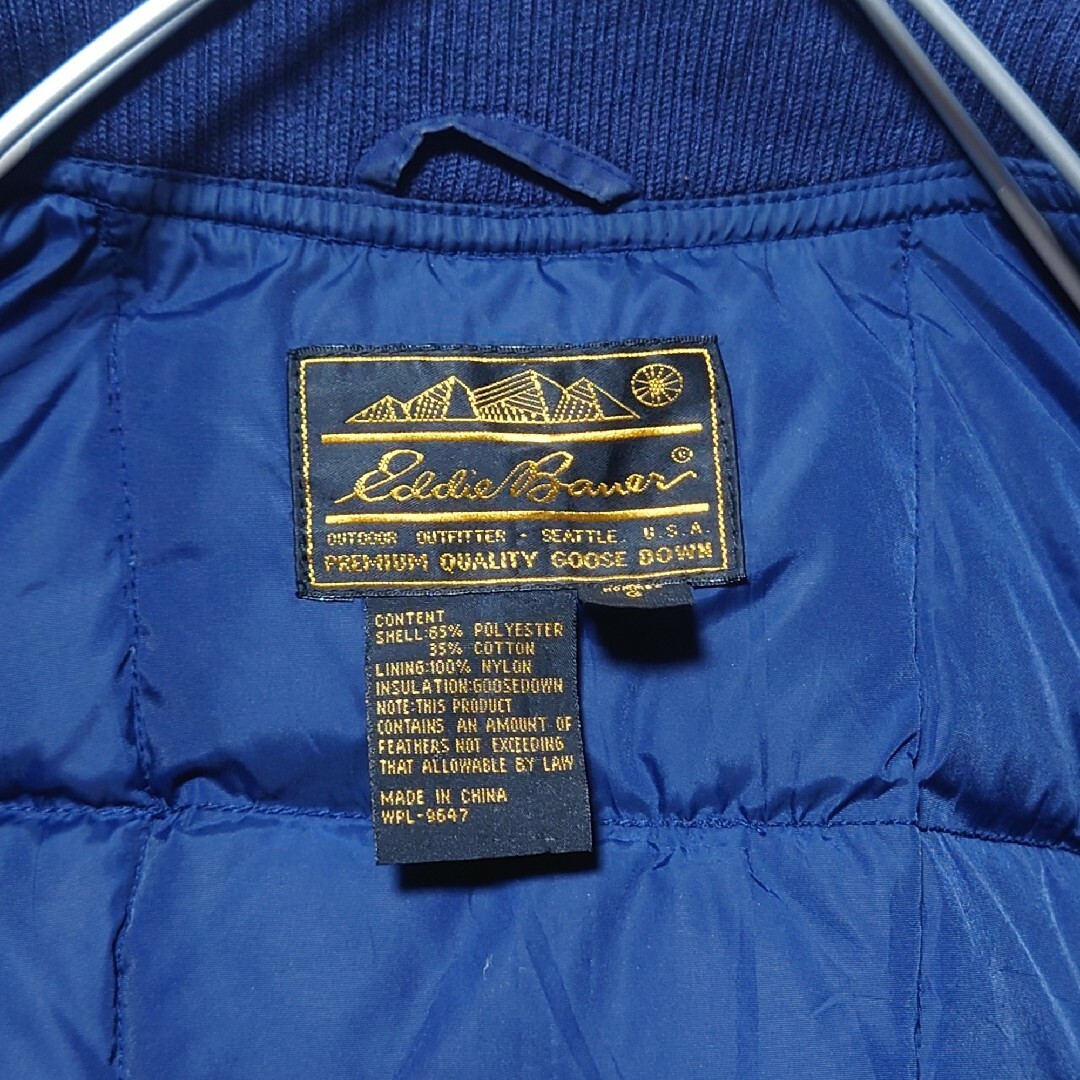 Eddie Bauer ®
OUTDOOR OUTFITTER - SEATTLE, U.S.A.
PREMIUM QUALITY GOOSE DOWN
CONTENT
SHELL:65% POLYESTER
35% COTTON
LINING:100% NYLON
INSULATION:GOOSEDOWN
NOTE:THIS PRODUCT
CONTAINS AN AMOUNT OF
FEATHERS NOT EXCEEDING
THAT ALLOWABLE BY LAW
MADE IN CHINA
WPL-9647